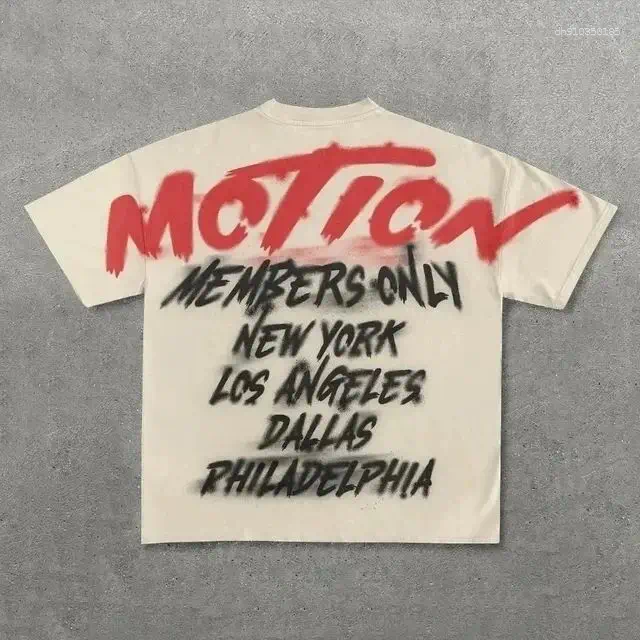 MOTION
MEMBERS ONLY
NEW YORK
LOS ANGELES
DALLAS
PHILADELPHIA